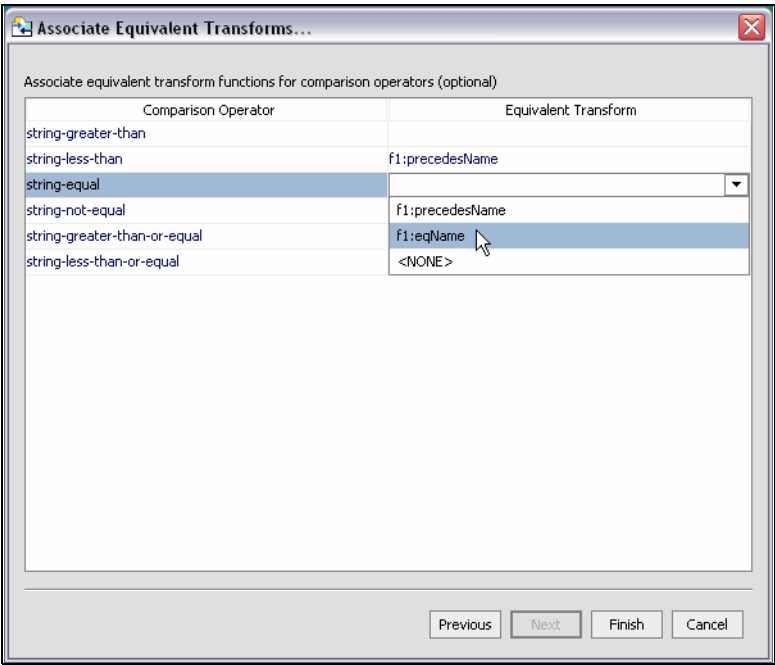 Associate Equivalent Transforms...
Associate equivalent transform functions for comparison operators (optional)
Comparison Operator Equivalent Transform
string-greater-than
string-less-than f1:precedesName
string-equal
string-not-equal f1:precedesName
string-greater-than-or-equal f1:eqName
string-less-than-or-equal <NONE>
Previous Next Finish Cancel